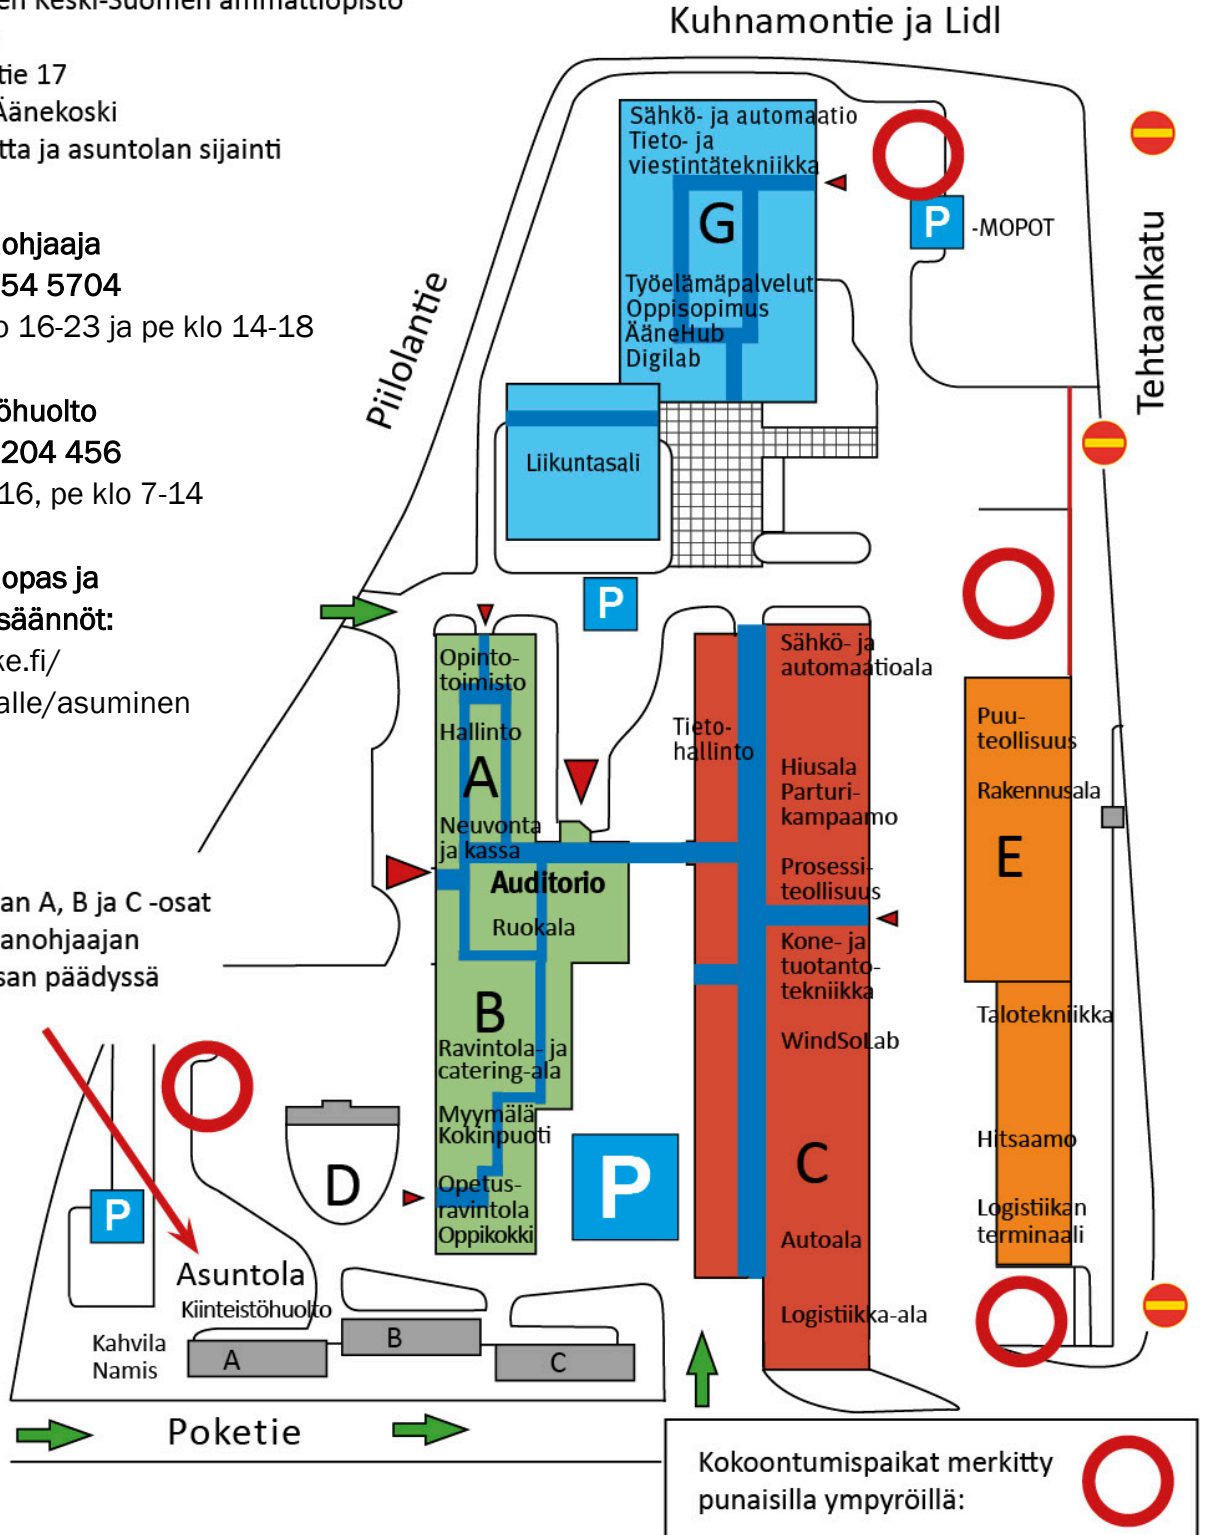 Keski-Suomen ammattiopisto
tie 17
Äänekoski
tta ja asuntolan sijainti
ohjaaja
54 5704
o 16-23 ja pe klo 14-18
öhuolto
204 456
16, pe klo 7-14
opas ja
säännöt:
ke.fi/
alle/asuminen
an A, B ja C -osat
anohjaajan
san päädyssä
Kuhnamontie ja Lidl
Piilolantie
Tehtaankatu
Sähkö- ja automaatio
Tieto- ja
viestintätekniikka
G
Työelämäpalvelut
Oppisopimus
ÄäneHub
Digilab
P
-MOPOT
Liikuntasali
P
Opinto-
toimisto
Hallinto
A
Neuvonta
ja kassa
Auditorio
Ruokala
B
Ravintola- ja
catering-ala
Myymälä
Kokinpuoti
Opetus-
ravintola
Oppikokki
D
P
Tieto-
hallinto
Sähkö- ja
automaatioala
Hiusala
Parturi-
kampaamo
Prosessi-
teollisuus
Kone- ja
tuotanto-
tekniikka
WindSoLab
C
Autoala
Logistiikka-ala
Puu-
teollisuus
Rakennusala
E
Talotekniikka
Hitsaamo
Logistiikan
terminaali
P
Asuntola
Kiinteistöhuolto
Kahvila
Namis
A
B
C
Poketie
Kokoontumispaikat merkitty
punaisilla ympyröillä: